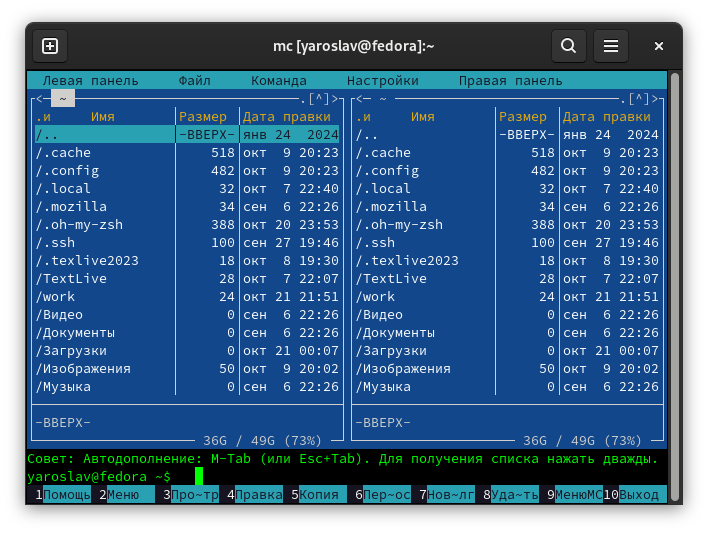 mc [yaroslav@fedora]:~
Левая панель Файл Команда Настройки Правая панель
<— ~ .[^]> <— ~ .[^]>
.и Имя Размер Дата правки .и Имя Размер Дата правки
/.. -ВВЕРХ- янв 24 2024 /.. -ВВЕРХ- янв 24 2024
/.cache 518 окт 9 20:23 /.cache 518 окт 9 20:23
/.config 482 окт 9 20:23 /.config 482 окт 9 20:23
/.local 32 окт 7 22:40 /.local 32 окт 7 22:40
/.mozilla 34 сен 6 22:26 /.mozilla 34 сен 6 22:26
/.oh-my-zsh 388 окт 20 23:53 /.oh-my-zsh 388 окт 20 23:53
/.ssh 100 сен 27 19:46 /.ssh 100 сен 27 19:46
/.texlive2023 18 окт 8 19:30 /.texlive2023 18 окт 8 19:30
/TextLive 28 окт 7 22:07 /TextLive 28 окт 7 22:07
/work 24 окт 21 21:51 /work 24 окт 21 21:51
/Видео 0 сен 6 22:26 /Видео 0 сен 6 22:26
/Документы 0 сен 6 22:26 /Документы 0 сен 6 22:26
/Загрузки 0 окт 21 00:07 /Загрузки 0 окт 21 00:07
/Изображения 50 окт 9 20:02 /Изображения 50 окт 9 20:02
/Музыка 0 сен 6 22:26 /Музыка 0 сен 6 22:26
-ВВЕРХ- -ВВЕРХ-
36G / 49G (73%) 36G / 49G (73%)
Совет: Автодополнение: M-Tab (или Esc+Tab). Для получения списка нажать дважды.
yaroslav@fedora ~$
1Помощь 2Меню 3Про~тр 4Правка 5Копия 6Пер~ос 7Нов~лг 8Уда~ть 9МенюMC 10Выход